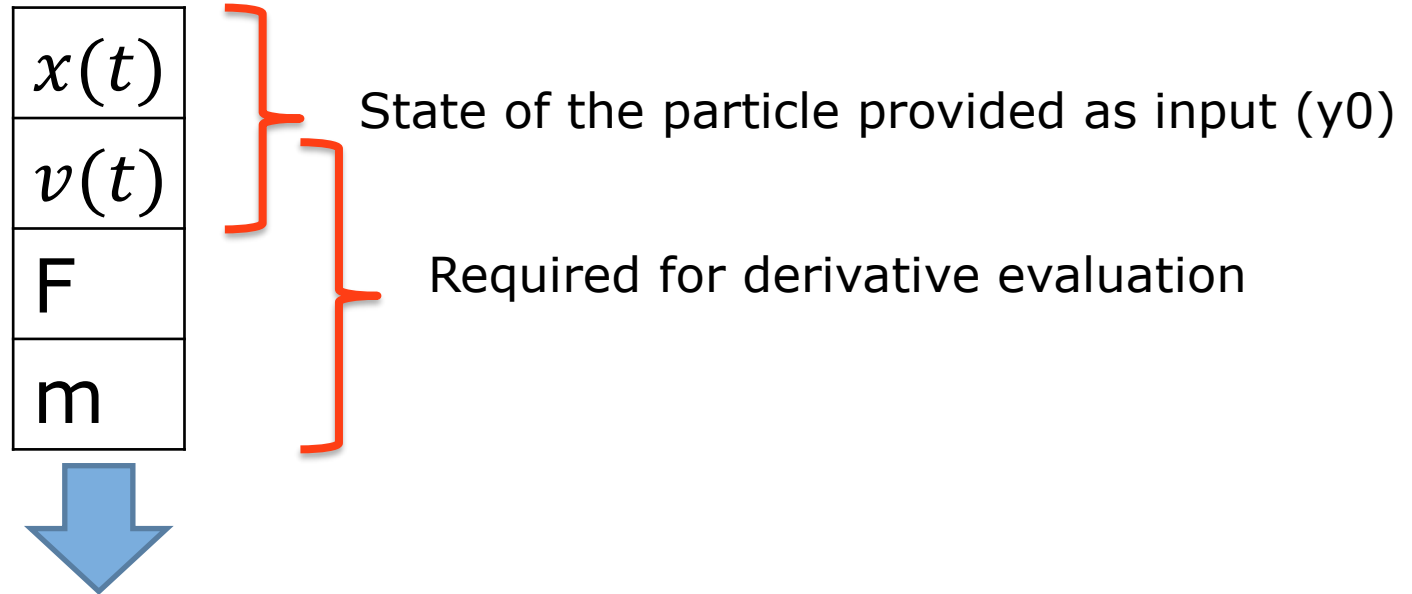 x(t)
State of the particle provided as input (y0)
v(t)
Required for derivative evaluation
F
m